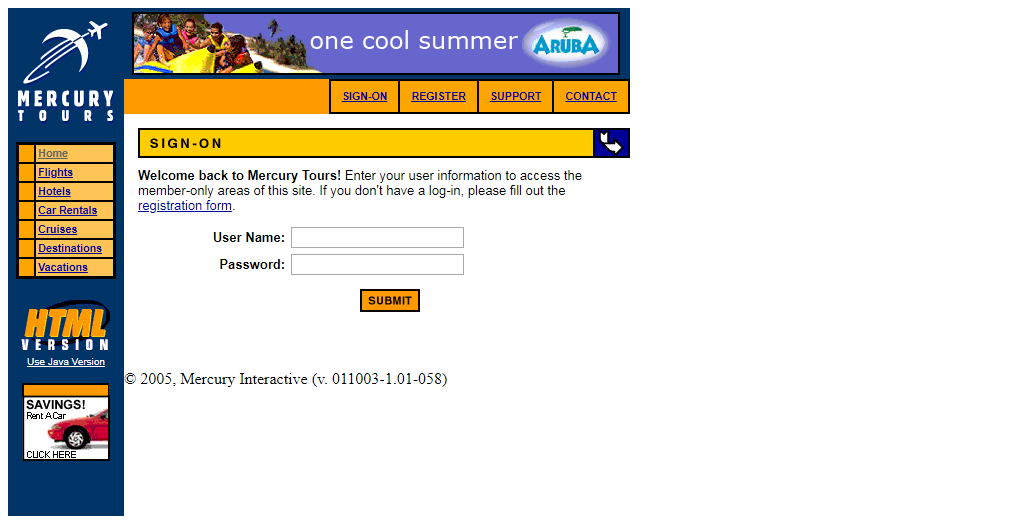 one cool summer ARUBA
MERCURY
TOURS
SIGN-ON REGISTER SUPPORT CONTACT
Home
Flights
Hotels
Car Rentals
Cruises
Destinations
Vacations
HTML
VERSION
Use Java Version
SAVINGS!
Rent A Car
CLICK HERE
SIGN-ON
Welcome back to Mercury Tours! Enter your user information to access the
member-only areas of this site. If you don't have a log-in, please fill out the
registration form.
User Name:
Password:
SUBMIT
© 2005, Mercury Interactive (v. 011003-1.01-058)